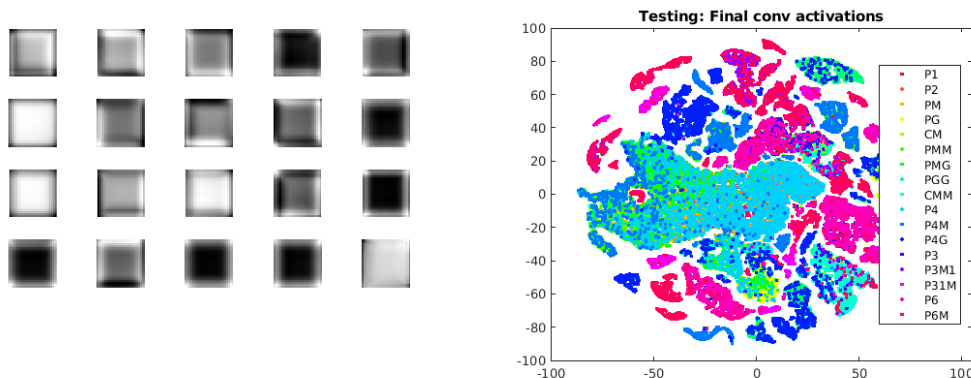 Testing: Final conv activations
100
80
60
40
20
0
-20
-40
-60
-80
-100
-100
-50
0
50
100
P1
P2
PM
PG
CM
PMM
PMG
PGG
CMM
P4
P4M
P4G
P3
P3M1
P31M
P6
P6M